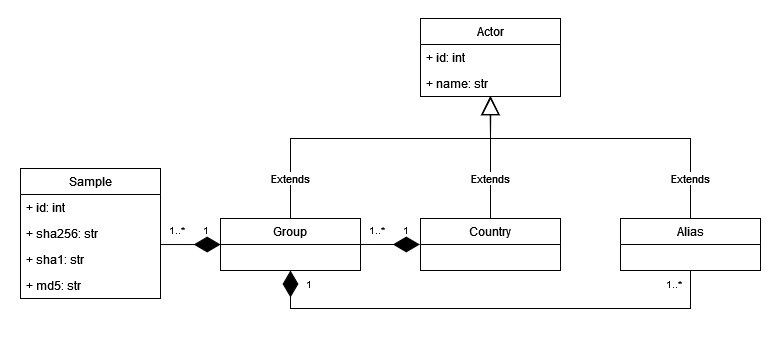 Actor
+ id: int
+ name: str
Extends
Extends
Extends
Sample
+ id: int
+ sha256: str
+ sha1: str
+ md5: str
1..*
1
Group
1..*
1
Country
Alias
1
1..*